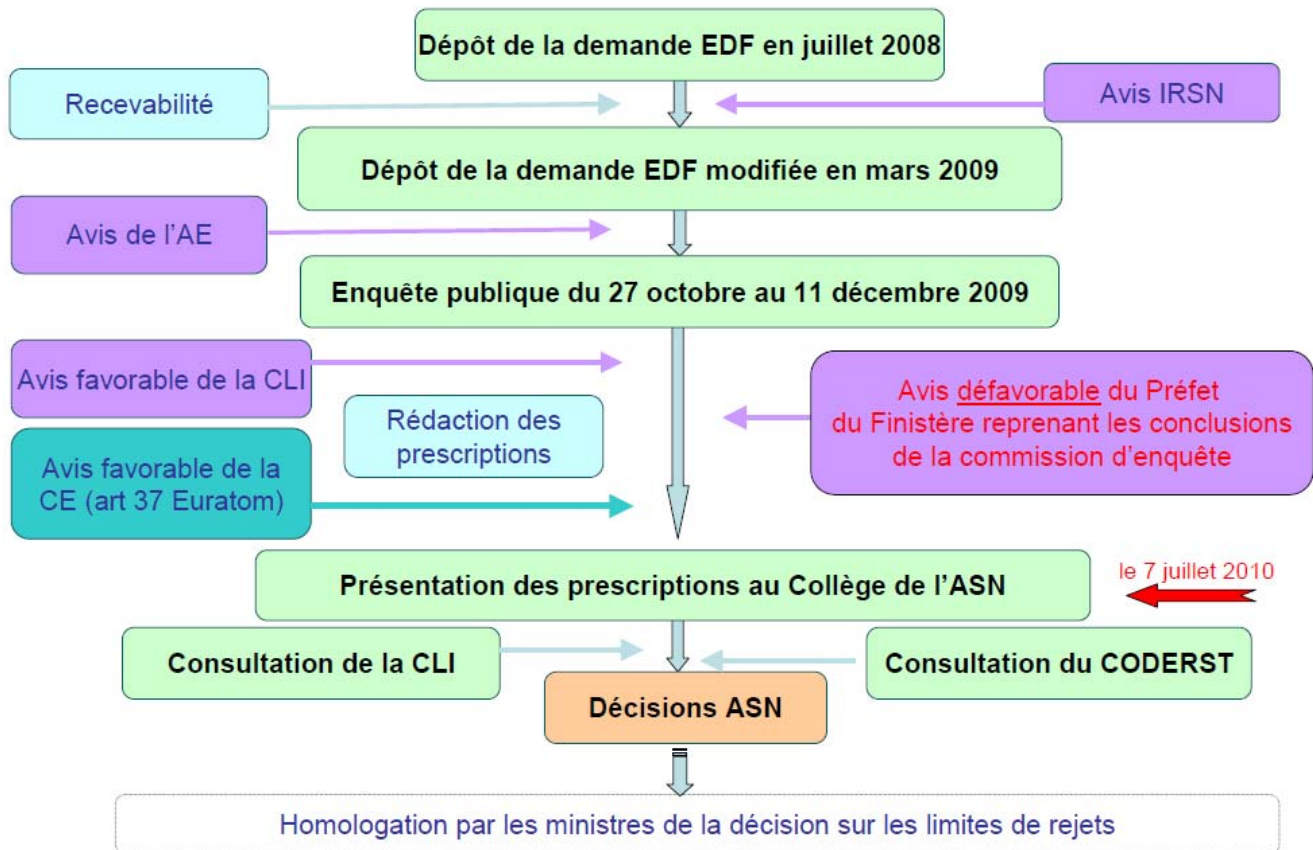 Dépôt de la demande EDF en juillet 2008
Recevabilité
Avis IRSN
Dépôt de la demande EDF modifiée en mars 2009
Avis de l'AE
Enquête publique du 27 octobre au 11 décembre 2009
Avis favorable de la CLI
Avis défavorable du Préfet
du Finistère reprenant les conclusions
de la commission d'enquête
Rédaction des
prescriptions
Avis favorable de la
CE (art 37 Euratom)
Présentation des prescriptions au Collège de l'ASN
le 7 juillet 2010
Consultation de la CLI
Consultation du CODERST
Décisions ASN
Homologation par les ministres de la décision sur les limites de rejets